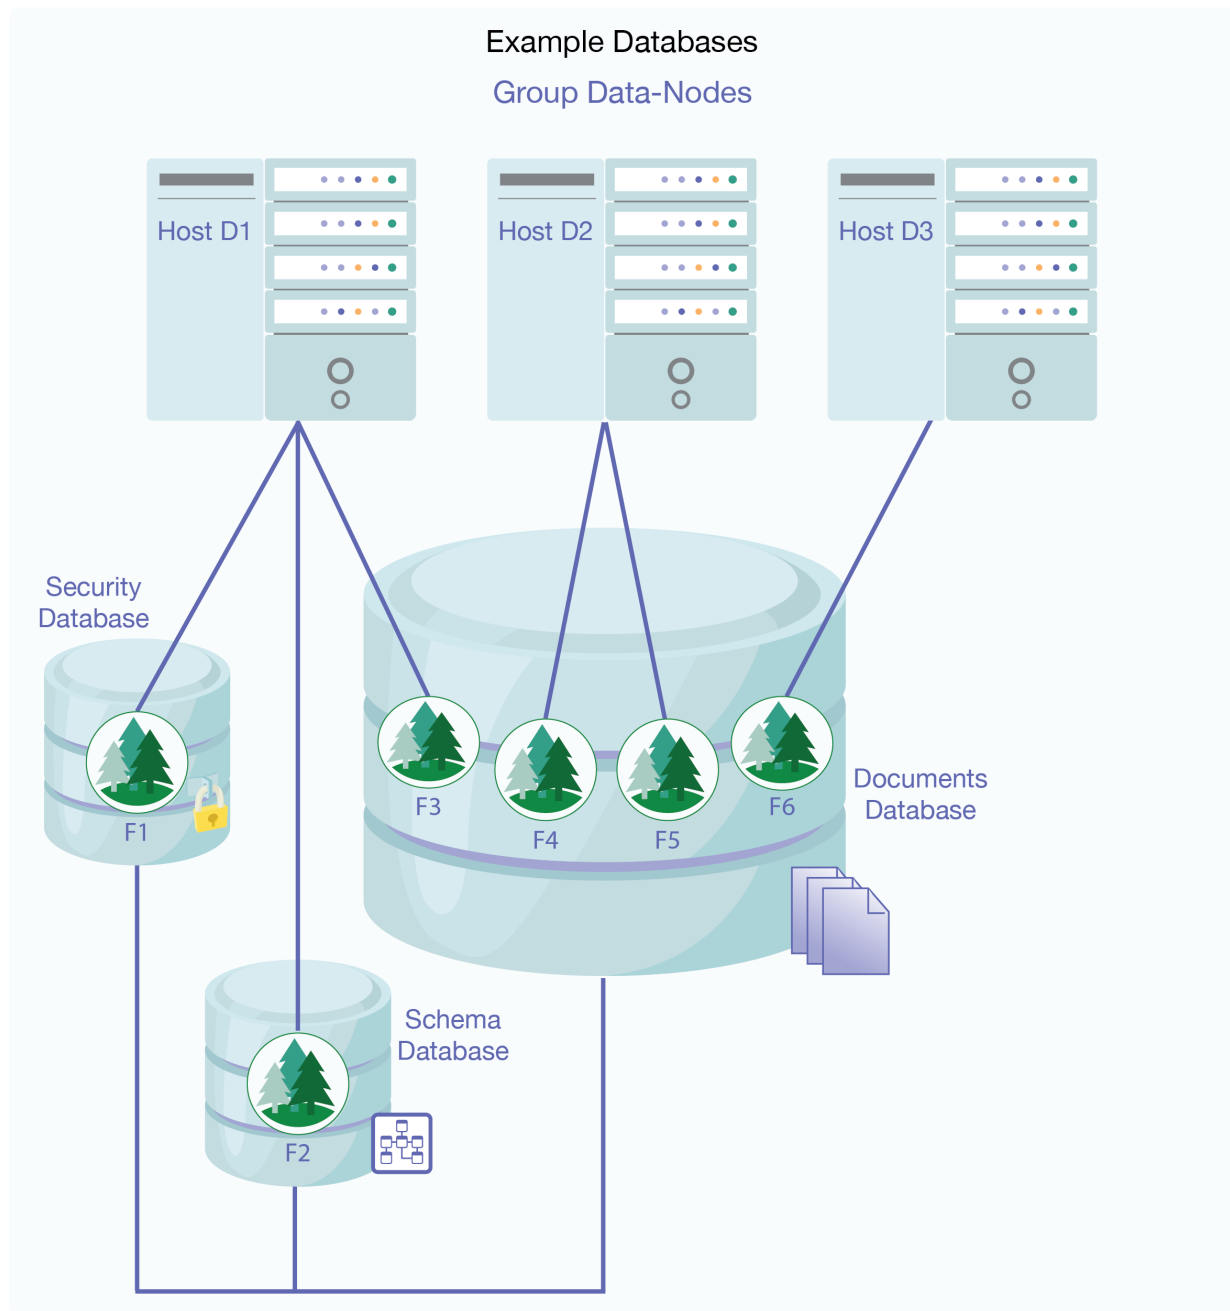 Example Databases
Group Data-Nodes
Host D1
Host D2
Host D3
Security
Database
F1
F3
F4
F5
F6
Documents
Database
Schema
Database
F2